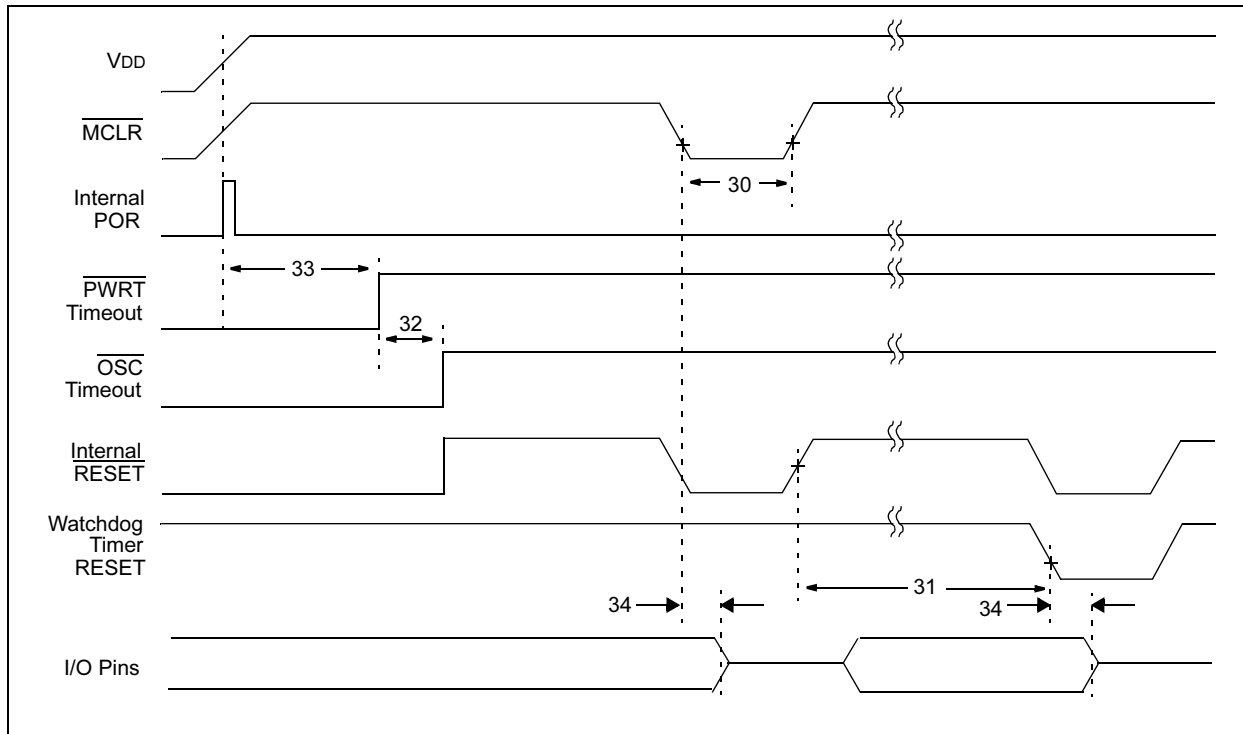 VDD
MCLR
30
Internal
POR
33
PWRT
Timeout
32
OSC
Timeout
Internal
RESET
Watchdog
Timer
RESET
31
34
34
I/O Pins